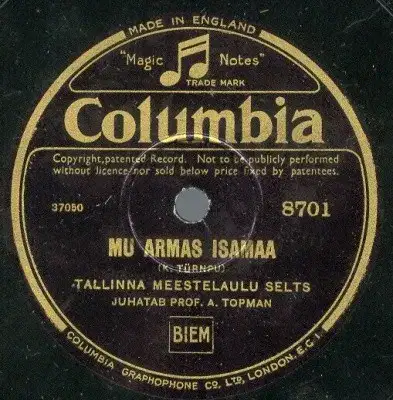 MADE IN ENGLAND
"Magic Notes"
TRADE MARK
Columbia
Copyright, patented Record. Not to be publicly performed
without licence nor sold below price fixed by patentees.
37050 8701
MU ARMAS ISAMAA
(K. TÜRNPU)
TALLINNA MEESTELAULU SELTS
JUHATAB PROF. A. TOPMAN
BIEM
COLUMBIA GRAPHOPHONE CO. LTD, LONDON. E.C.1.